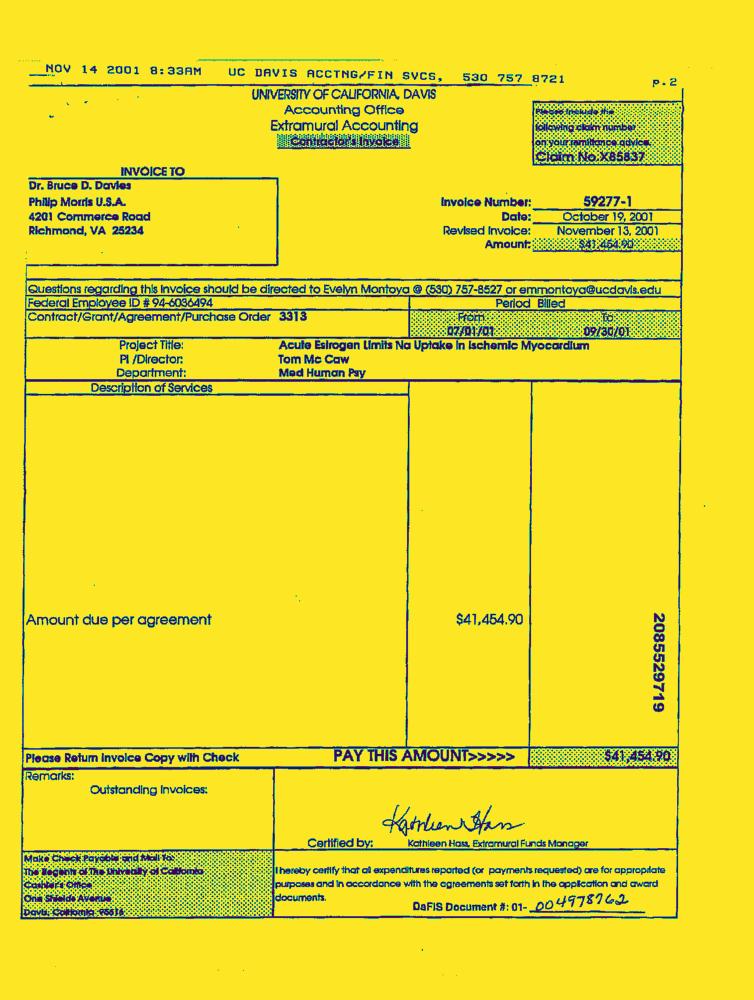 NOV 14 2001 8:33AM UC DAVIS ACCTNG/FIN SVCS, 530 757 8721 p.2
UNIVERSITY OF CALIFORNIA, DAVIS
Accounting Office
Extramural Accounting
Contractor's Invoice
Please include the
following claim number
on your remittance advice.
Claim No:X85837
INVOICE TO
Dr. Bruce D. Davies
Philip Morris U.S.A.
4201 Commerce Road
Richmond, VA 25234
Invoice Number: 59277-1
Date: October 19, 2001
Revised Invoice: November 13, 2001
Amount: $41,454.90
Questions regarding this invoice should be directed to Evelyn Montoya @ (530) 757-8527 or emmontoya@ucdavis.edu
Federal Employee ID # 94-6036494 Period Billed
Contract/Grant/Agreement/Purchase Order 3313 From: To:
07/01/01 09/30/01
Project Title: Acute Estrogen Limits Na Uptake in Ischemic Myocardium
PI /Director: Tom Mc Caw
Department: Med Human Psy
Description of Services
Amount due per agreement $41,454.90
2085529719
Please Return Invoice Copy with Check PAY THIS AMOUNT>>>>> $41,454.90
Remarks:
Outstanding Invoices:
Kathleen Hass
Certified by: Kathleen Hass, Extramural Funds Manager
Make Check Payable and Mail To:
The Regents of The University of California
Cashier's Office
One Shields Avenue
Davis, California 95616
I hereby certify that all expenditures reported (or payments requested) are for appropriate
purposes and in accordance with the agreements set forth in the application and award
documents.
DaFIS Document #: 01- 004978762